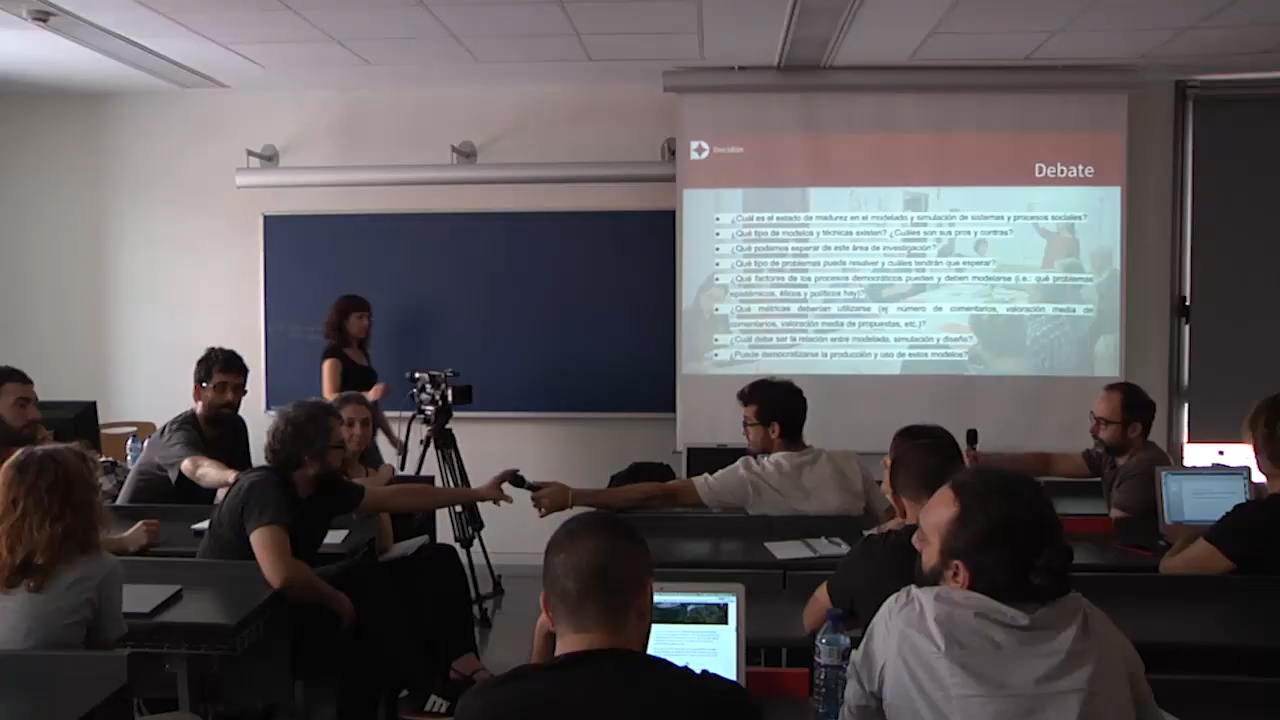 Decidim
Debate
• ¿Cuál es el estado de madurez en el modelado y simulación de sistemas y procesos sociales?
• ¿Qué tipo de modelos y técnicas existen? ¿Cuáles son sus pros y contras?
• ¿Qué podemos esperar de este área de investigación?
• ¿Qué tipo de problemas puede resolver y cuáles tendrán que esperar?
• ¿Qué factores de los procesos democráticos pueden y deben modelarse (i.e.: qué problemas
epistémicos, éticos y políticos hay)?
• ¿Qué métricas deberían utilizarse (ej: número de comentarios, valoración media de
comentarios, valoración media de propuestas, etc.)?
• ¿Cuál debe ser la relación entre modelado, simulación y diseño?
• ¿Puede democratizarse la producción y uso de estos modelos?